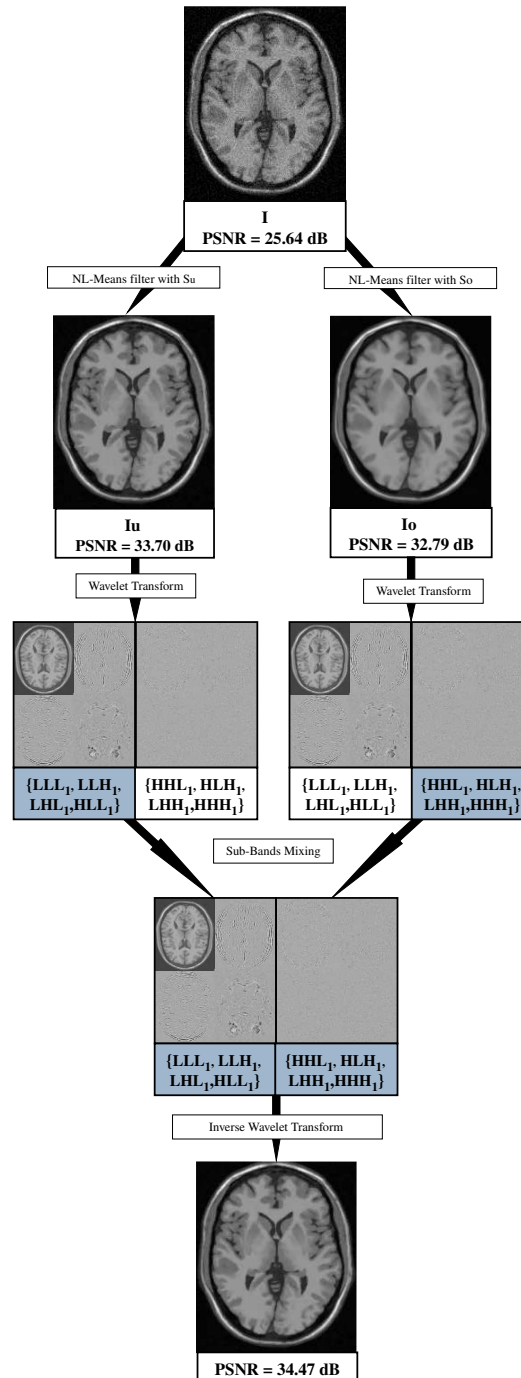 I
PSNR = 25.64 dB
NL-Means filter with Su
NL-Means filter with So
Iu
PSNR = 33.70 dB
Io
PSNR = 32.79 dB
Wavelet Transform
Wavelet Transform
{LLL1, LLH1,
LHL1,HLL1}
{HHL1, HLH1,
LHH1,HHH1}
{LLL1, LLH1,
LHL1,HLL1}
{HHL1, HLH1,
LHH1,HHH1}
Sub-Bands Mixing
{LLL1, LLH1,
LHL1,HLL1}
{HHL1, HLH1,
LHH1,HHH1}
Inverse Wavelet Transform
PSNR = 34.47 dB